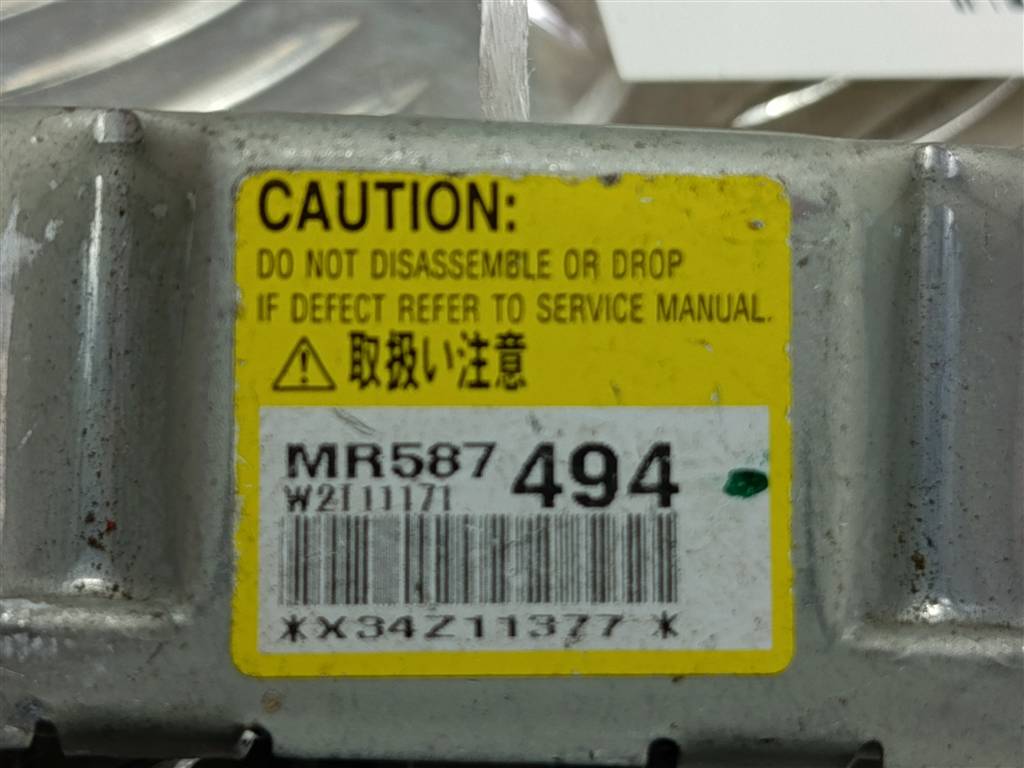 CAUTION:
DO NOT DISASSEMBLE OR DROP
IF DEFECT REFER TO SERVICE MANUAL.
取扱い注意
MR587 494
W2T11171
*X34Z11377*